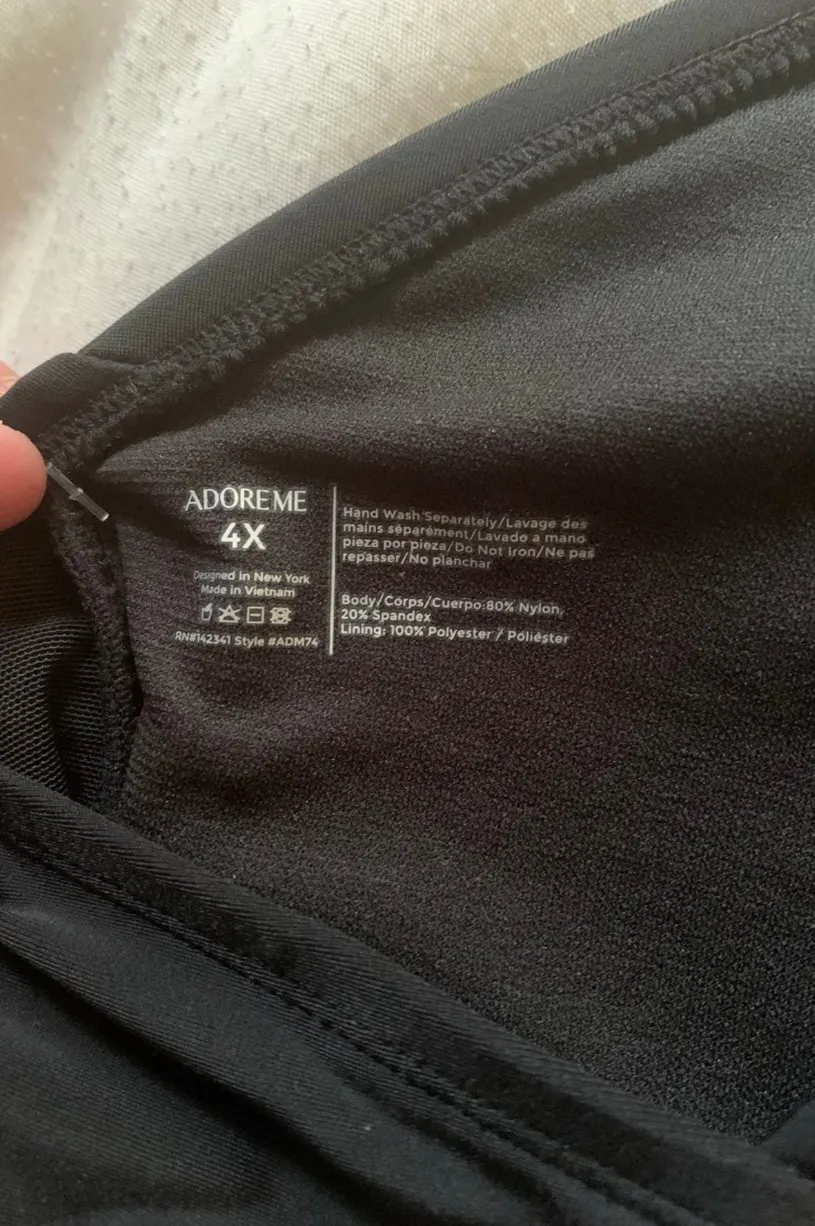 ADORE ME
4X
Designed in New York
Made in Vietnam
RN#142341 Style #ADM74
Hand Wash Separately/Lavage des
mains séparément/Lavado a mano
pieza por pieza/Do Not Iron/Ne pas
repasser/No planchar
Body/Corps/Cuerpo:80% Nylon,
20% Spandex
Lining: 100% Polyester / Poliéster